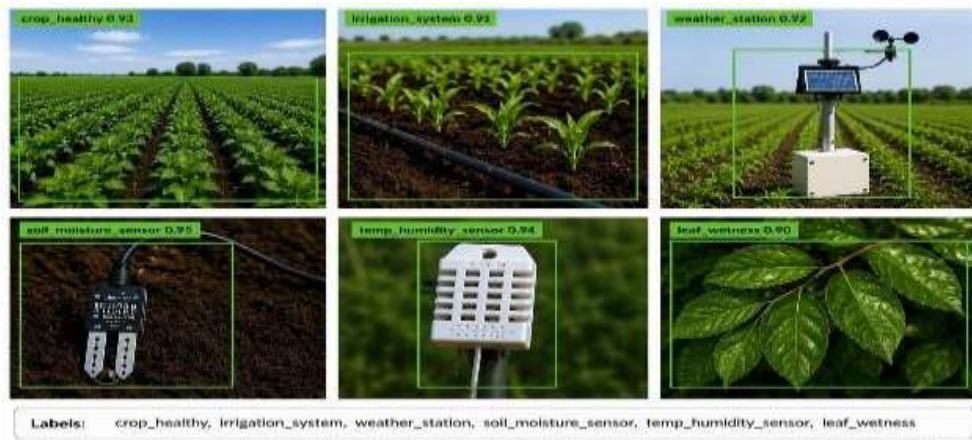 crop_healthy 0.93
irrigation_system 0.91
weather_station 0.92
soil_moisture_sensor 0.95
temp_humidity_sensor 0.94
leaf_wetness 0.90
Labels: crop_healthy, irrigation_system, weather_station, soil_moisture_sensor, temp_humidity_sensor, leaf_wetness